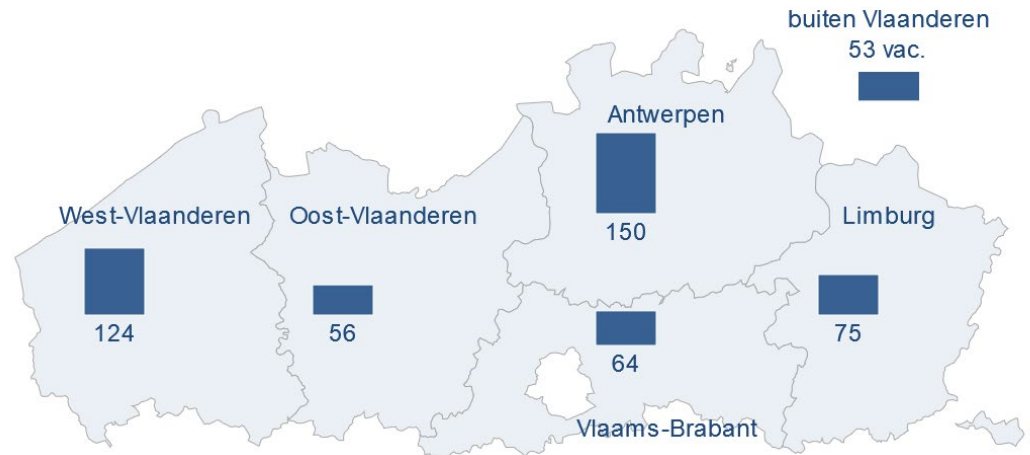 buiten Vlaanderen
53 vac.
Antwerpen
150
West-Vlaanderen
124
Oost-Vlaanderen
56
Limburg
75
64
Vlaams-Brabant